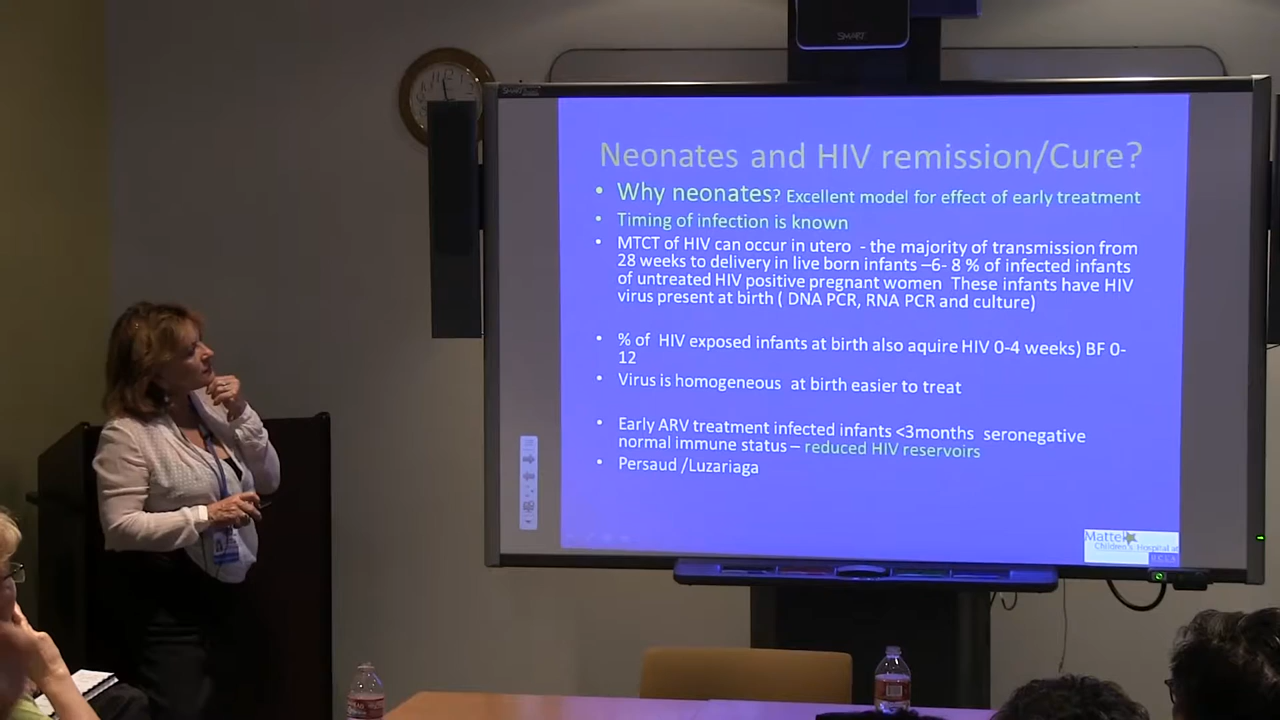 SMART
Neonates and HIV remission/Cure?
• Why neonates? Excellent model for effect of early treatment
• Timing of infection is known
• MTCT of HIV can occur in utero - the majority of transmission from
28 weeks to delivery in live born infants –6- 8 % of infected infants
of untreated HIV positive pregnant women These infants have HIV
virus present at birth ( DNA PCR, RNA PCR and culture)
• % of HIV exposed infants at birth also aquire HIV 0-4 weeks) BF 0-
12
• Virus is homogeneous at birth easier to treat
• Early ARV treatment infected infants <3months seronegative
normal immune status – reduced HIV reservoirs
• Persaud /Luzariaga
Mattel
Children's Hospital at
UCLA